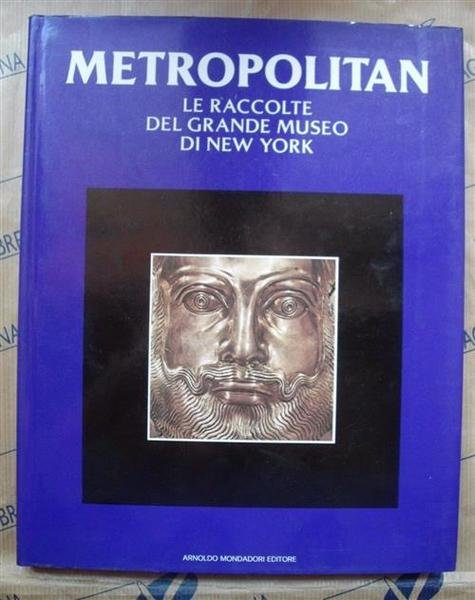 METROPOLITAN
LE RACCOLTE
DEL GRANDE MUSEO
DI NEW YORK
ARNOLDO MONDADORI EDITORE